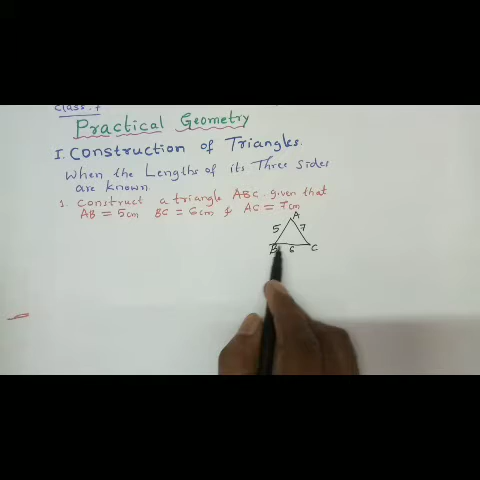 Class-7
Practical Geometry
I. Construction of Triangles.
When the Lengths of its Three sides
are known.
1. Construct a triangle ABC given that
AB = 5cm BC = 6cm & AC = 7cm
A
5 7
B 6 C